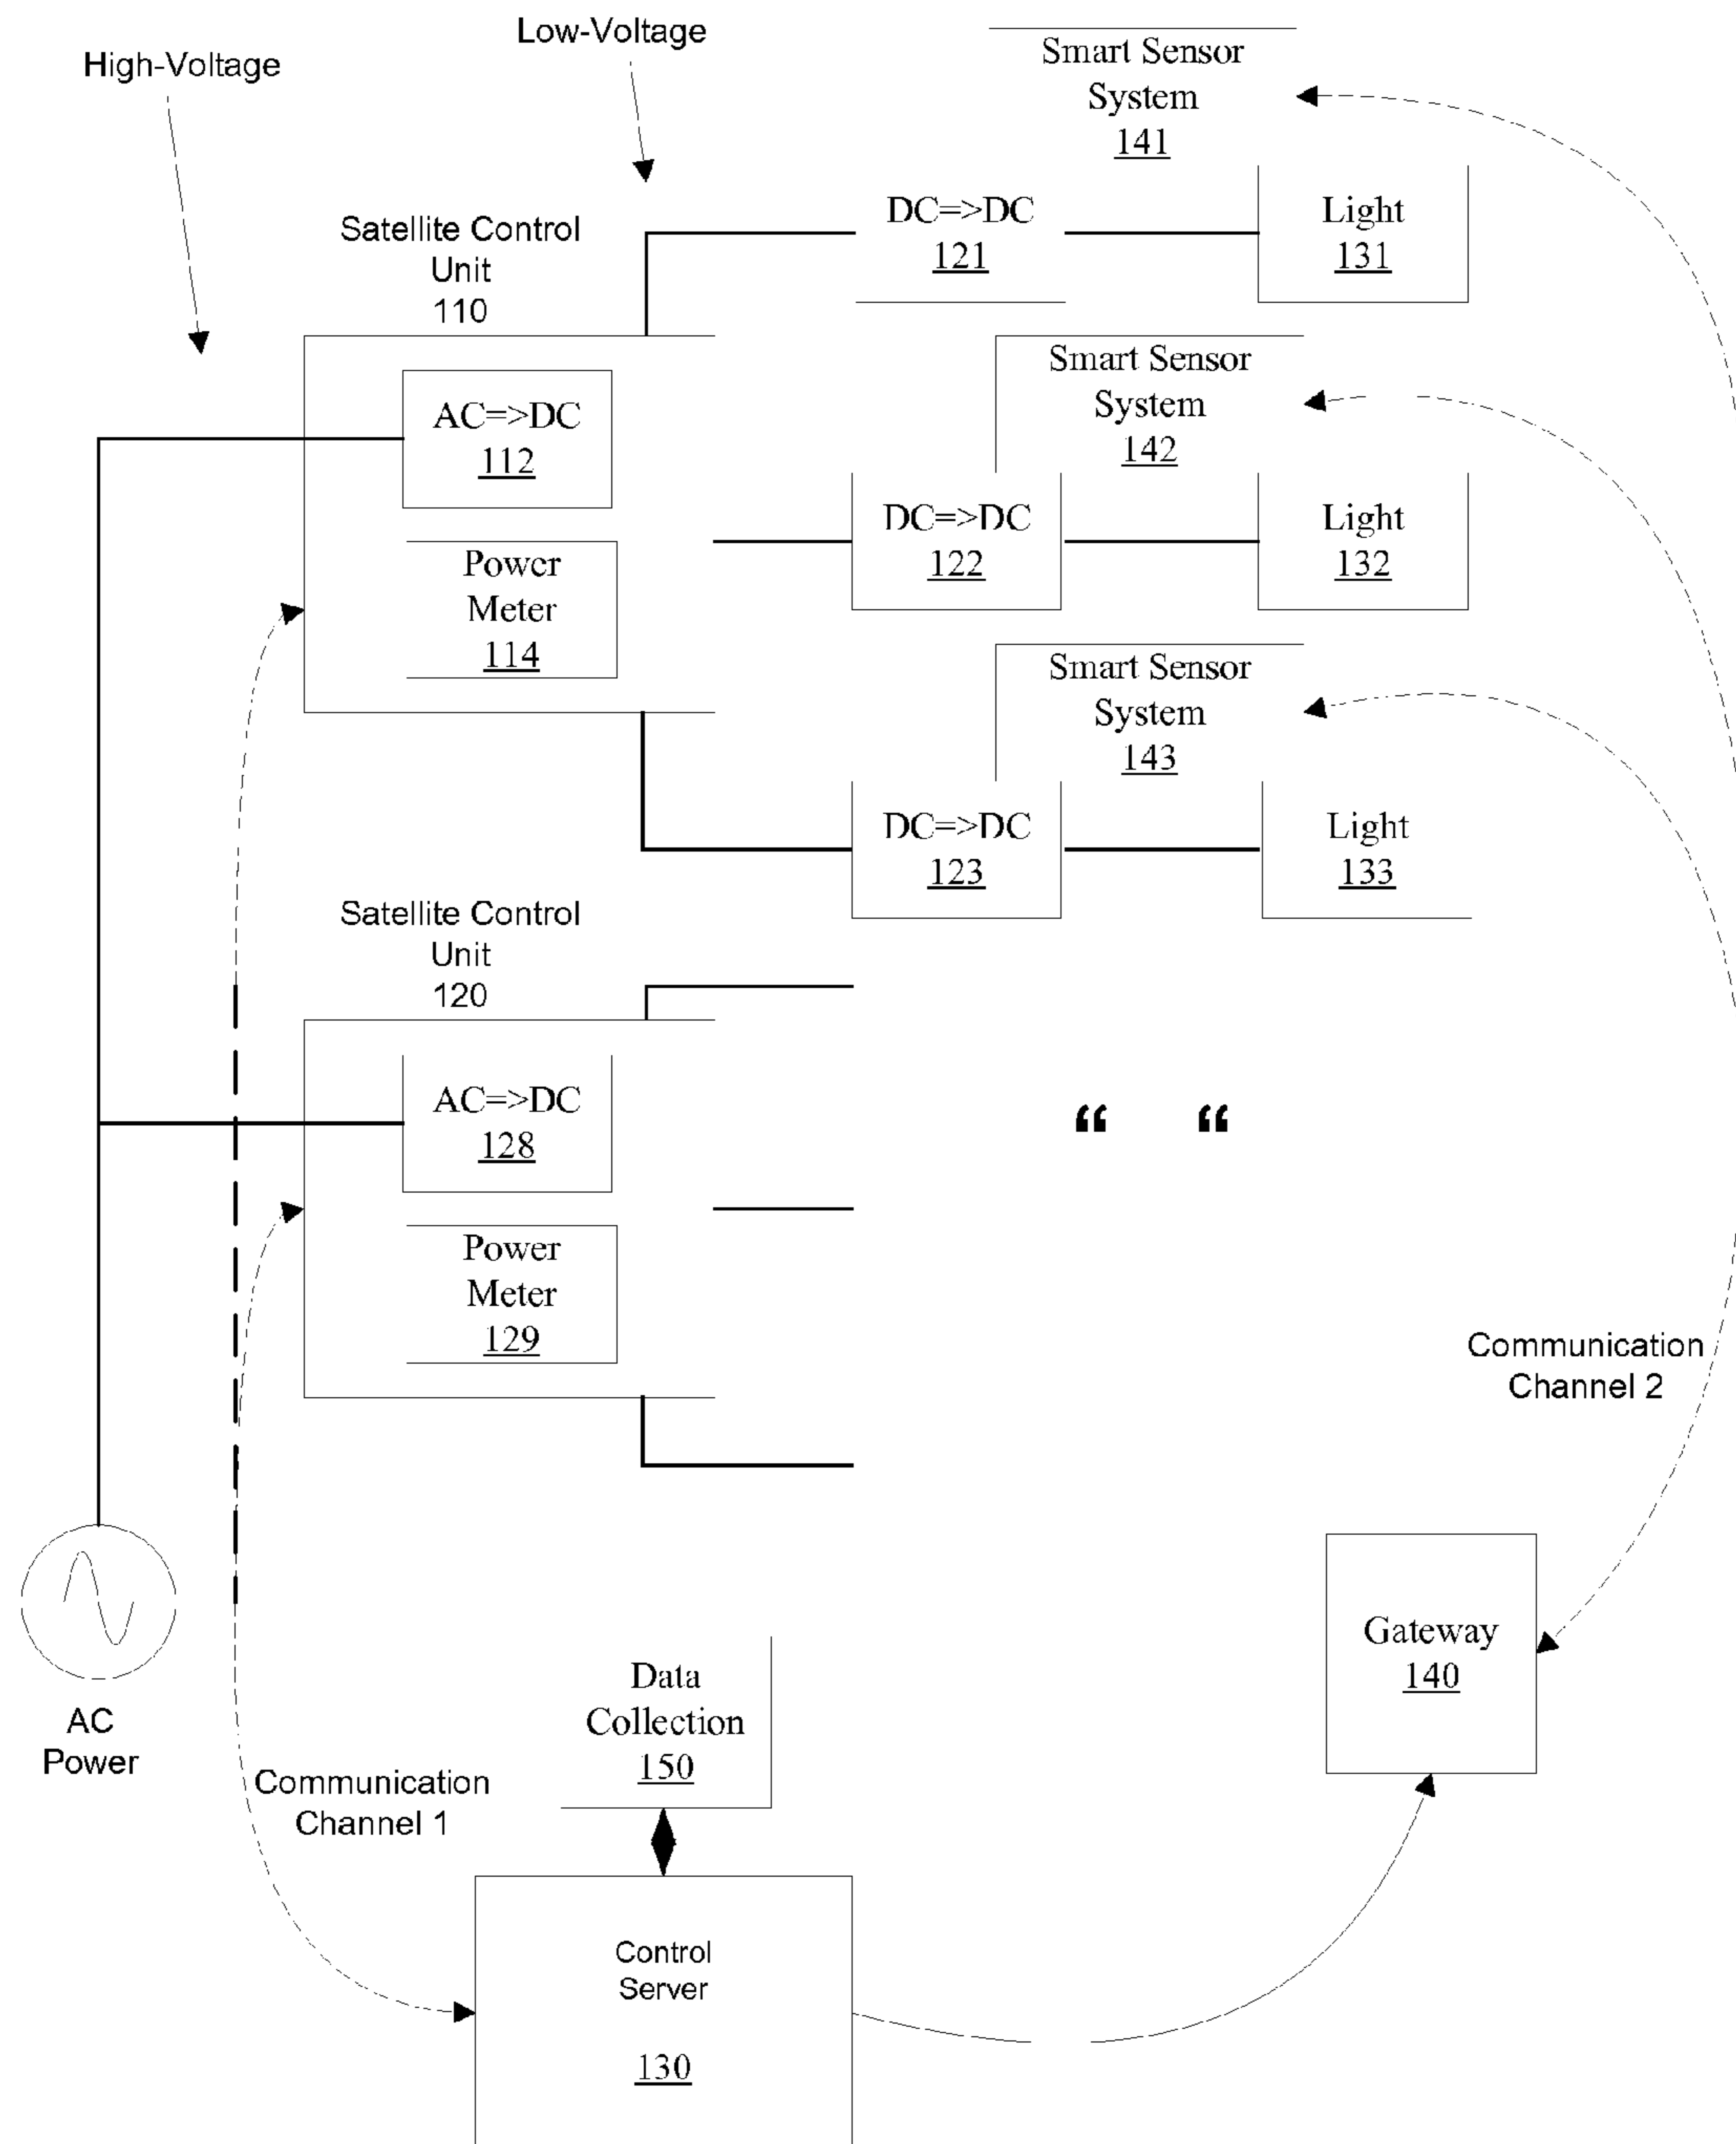 High-Voltage
Low-Voltage
Smart Sensor
System
141
Satellite Control
Unit
110
DC=>DC
121
Light
131
AC=>DC
112
Smart Sensor
System
142
Power
Meter
114
DC=>DC
122
Light
132
Smart Sensor
System
143
DC=>DC
123
Light
133
Satellite Control
Unit
120
AC=>DC
128
“ “
Power
Meter
129
Communication
Channel 2
Gateway
140
AC
Power
Data
Collection
150
Communication
Channel 1
Control
Server
130